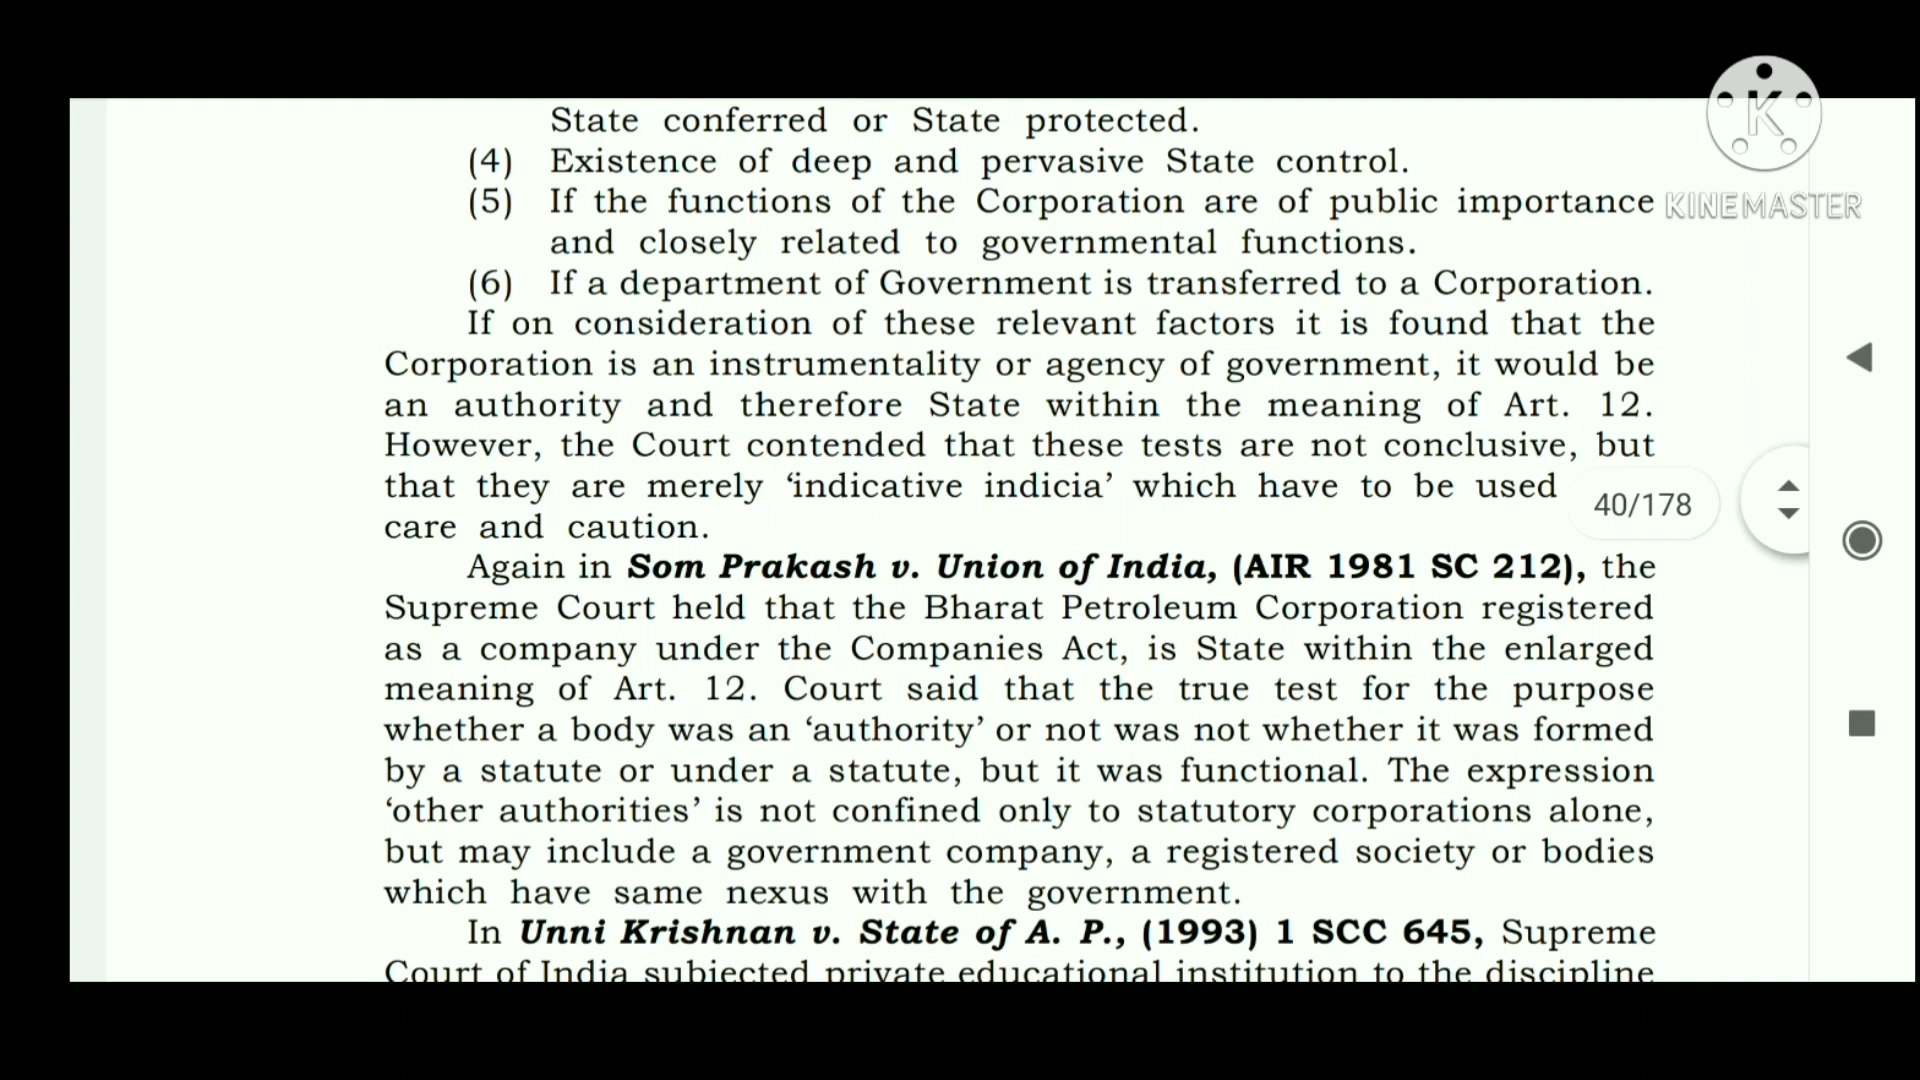 State conferred or State protected.
(4) Existence of deep and pervasive State control.
(5) If the functions of the Corporation are of public importance
and closely related to governmental functions.
(6) If a department of Government is transferred to a Corporation.
If on consideration of these relevant factors it is found that the
Corporation is an instrumentality or agency of government, it would be
an authority and therefore State within the meaning of Art. 12.
However, the Court contended that these tests are not conclusive, but
that they are merely ‘indicative indicia’ which have to be used
care and caution.
Again in Som Prakash v. Union of India, (AIR 1981 SC 212), the
Supreme Court held that the Bharat Petroleum Corporation registered
as a company under the Companies Act, is State within the enlarged
meaning of Art. 12. Court said that the true test for the purpose
whether a body was an ‘authority’ or not was not whether it was formed
by a statute or under a statute, but it was functional. The expression
‘other authorities’ is not confined only to statutory corporations alone,
but may include a government company, a registered society or bodies
which have same nexus with the government.
In Unni Krishnan v. State of A. P., (1993) 1 SCC 645, Supreme
Court of India subjected private educational institution to the discipline
K
KINEMASTER
40/178